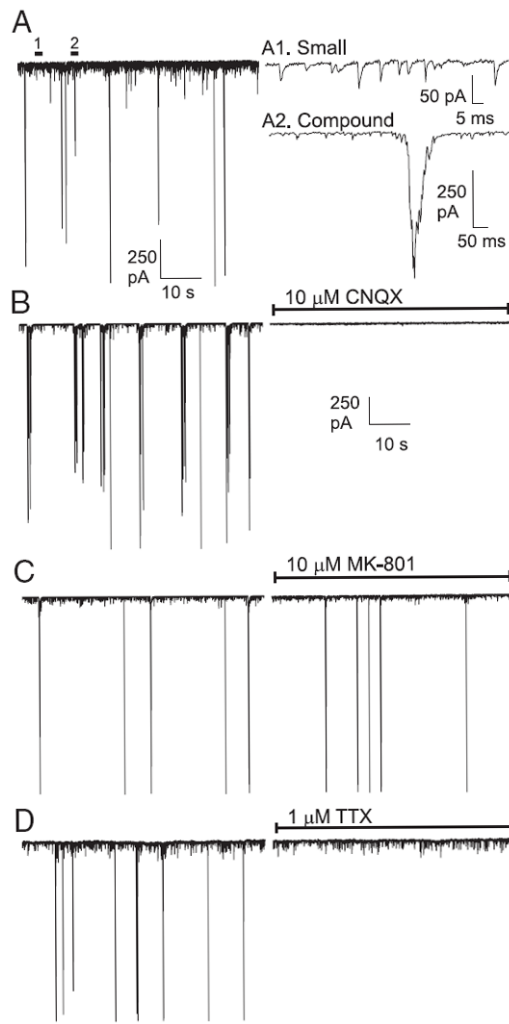 A
1 2
A1. Small
50 pA
5 ms
A2. Compound
250
pA
50 ms
250
pA
10 s
B
10 μM CNQX
250
pA
10 s
C
10 μM MK-801
D
1 μM TTX